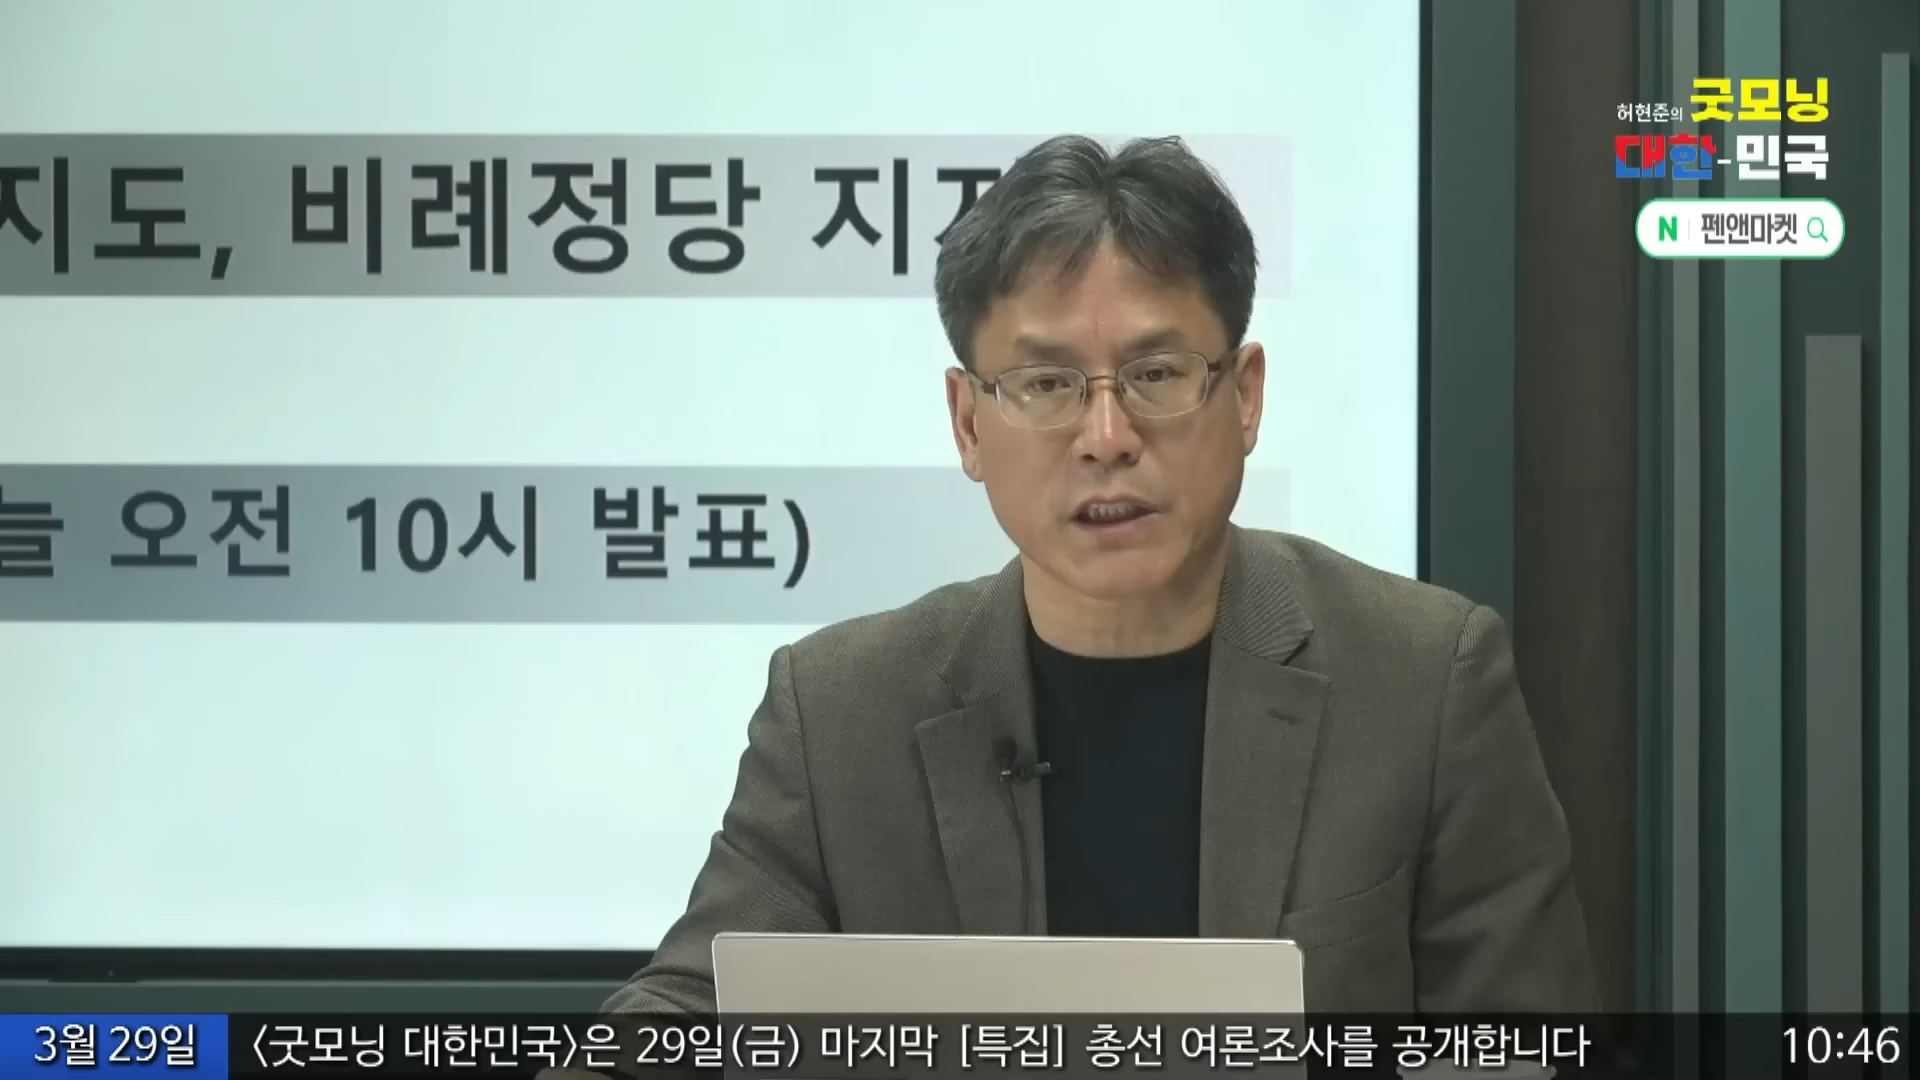 허현준의 굿모닝
대한-민국
N 펜앤마켓
지도, 비례정당
오전 10시 발표)
3월 29일 〈굿모닝 대한민국〉은 29일(금) 마지막 [특집] 총선 여론조사를 공개합니다 10:46